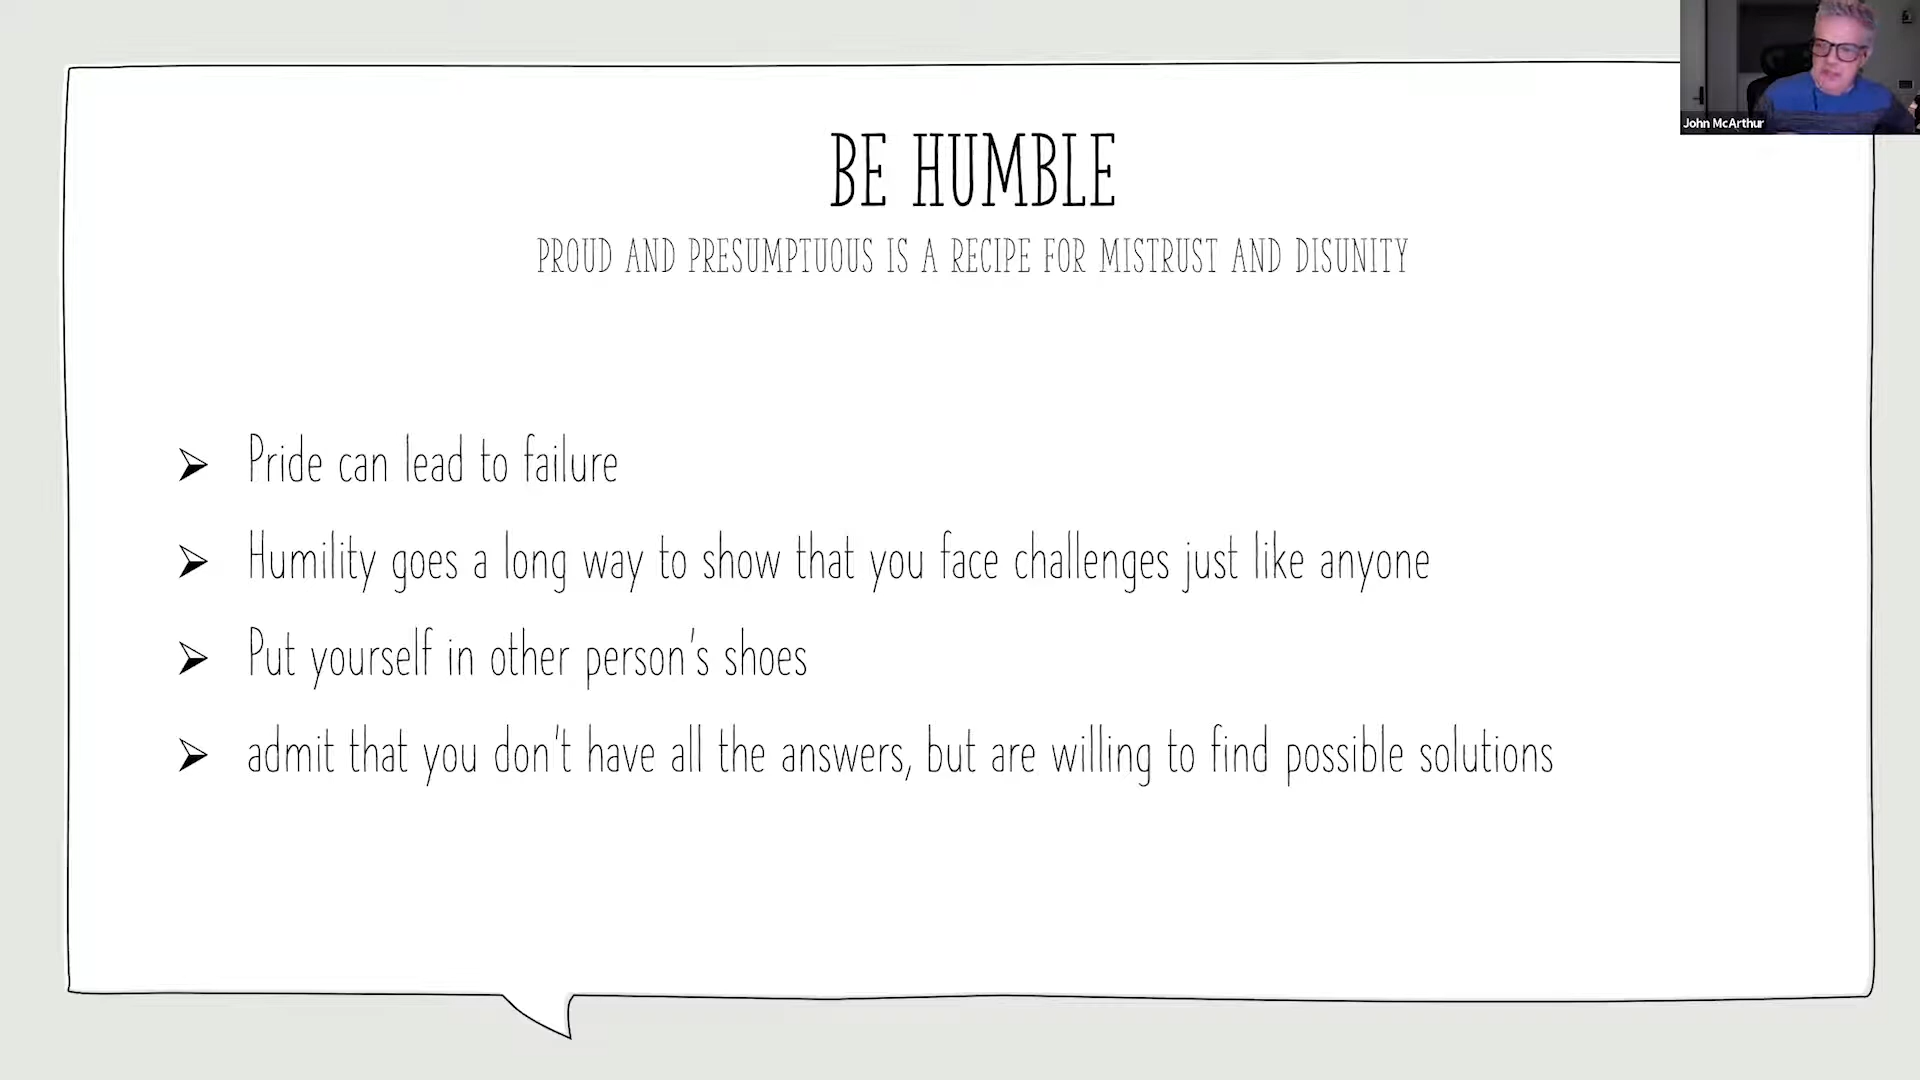 John McArthur
BE HUMBLE
PROUD AND PRESUMPTUOUS IS A RECIPE FOR MISTRUST AND DISUNITY
Pride can lead to failure
Humility goes a long way to show that you face challenges just like anyone
Put yourself in other person's shoes
admit that you don't have all the answers, but are willing to find possible solutions